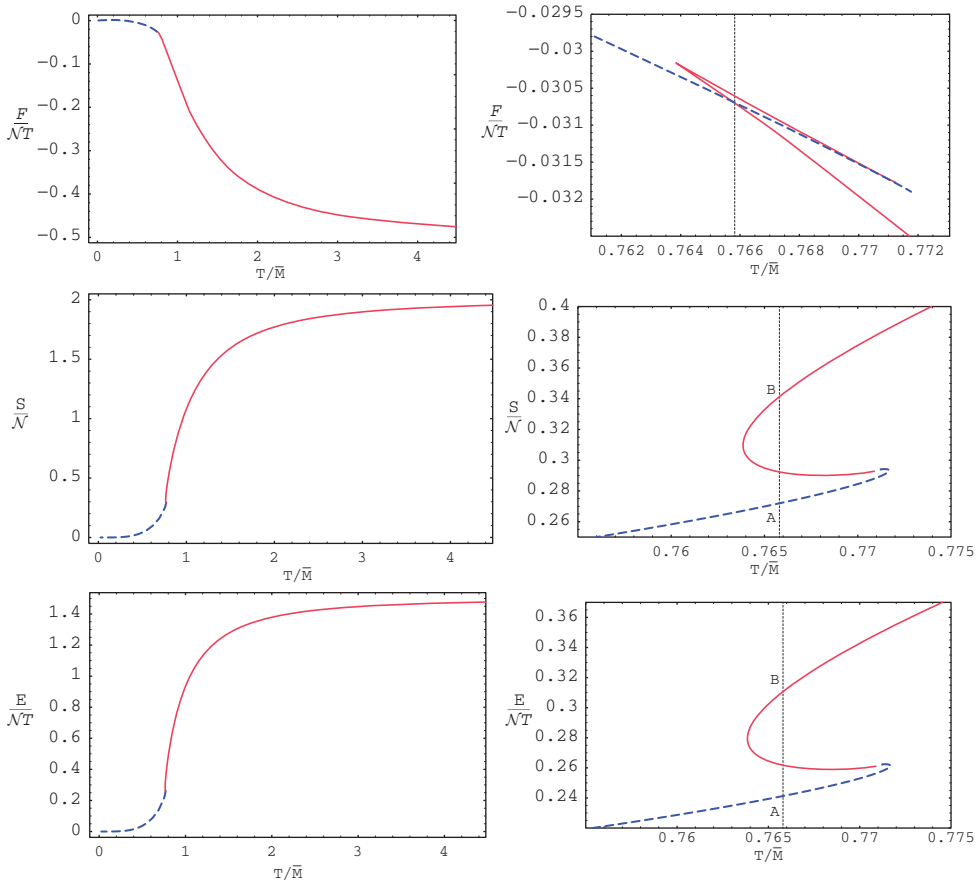 0
−0.1
−0.2
−0.3
−0.4
−0.5
F
𝒩T
0 1 2 3 4
T/M̄
−0.0295
−0.03
−0.0305
−0.031
−0.0315
−0.032
F
𝒩T
0.762 0.764 0.766 0.768 0.77 0.772
T/M̄
2
1.5
1
0.5
0
S
𝒩
0 1 2 3 4
T/M̄
0.4
0.38
0.36
0.34
0.32
0.3
0.28
0.26
S
𝒩
B
A
0.76 0.765 0.77 0.775
T/M̄
1.4
1.2
1
0.8
0.6
0.4
0.2
0
E
𝒩T
0 1 2 3 4
T/M̄
0.36
0.34
0.32
0.3
0.28
0.26
0.24
E
𝒩T
B
A
0.76 0.765 0.77 0.775
T/M̄